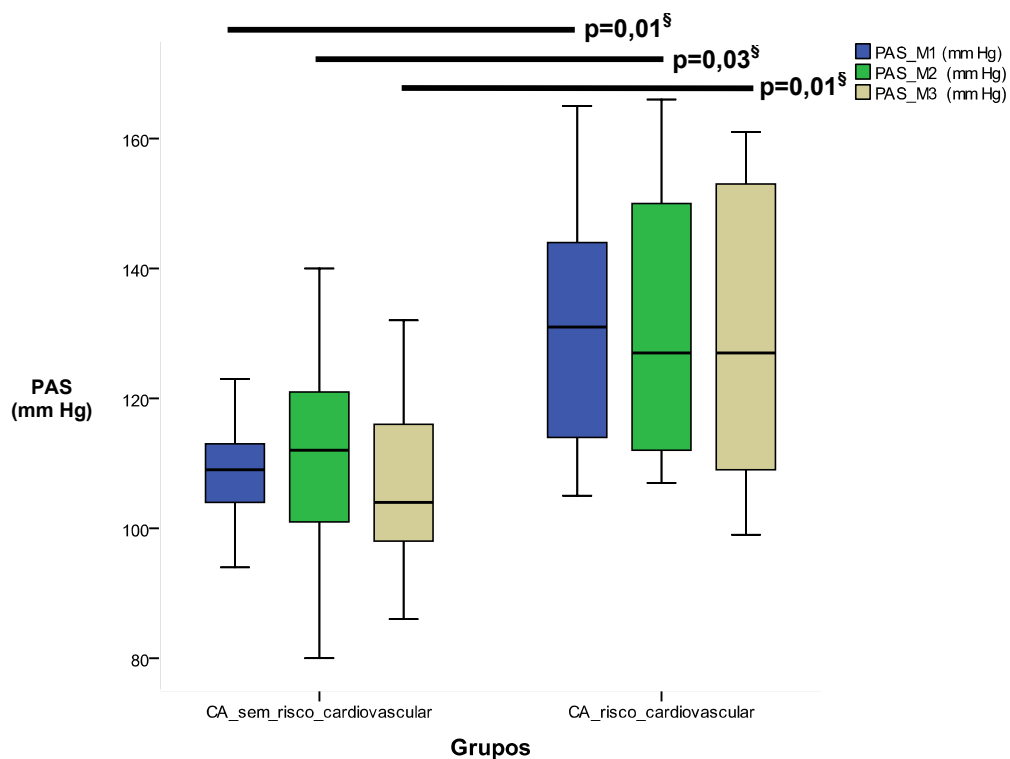 p=0,01§
p=0,03§
p=0,01§
PAS_M1 (mm Hg)
PAS_M2 (mm Hg)
PAS_M3 (mm Hg)
160
140
120
100
80
PAS
(mm Hg)
CA_sem_risco_cardiovascular
CA_risco_cardiovascular
Grupos